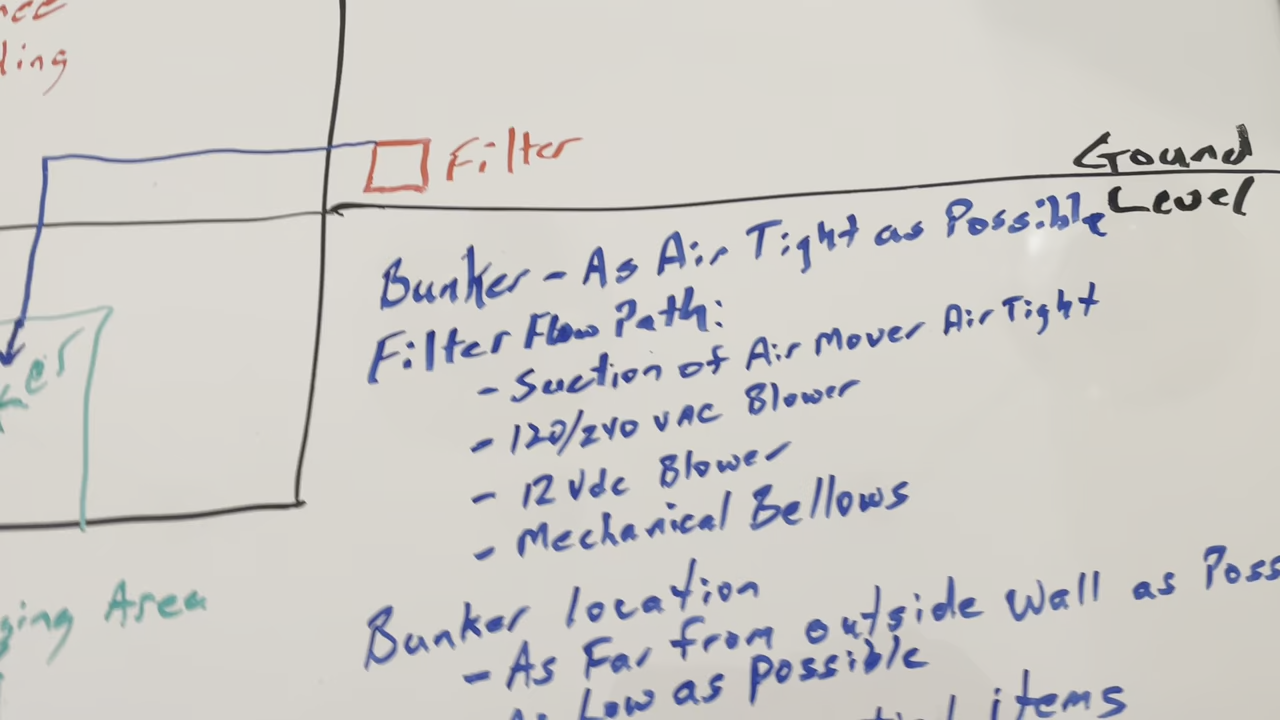 Filter
Ground
Level
Bunker - As Air Tight as Possible
Filter Flow Path:
- Suction of Air Mover Air Tight
- 120/240 VAC Blower
- 12 Vdc Blower
- Mechanical Bellows
Area
Bunker location
- As Far from outside Wall as
As Low as possible
items